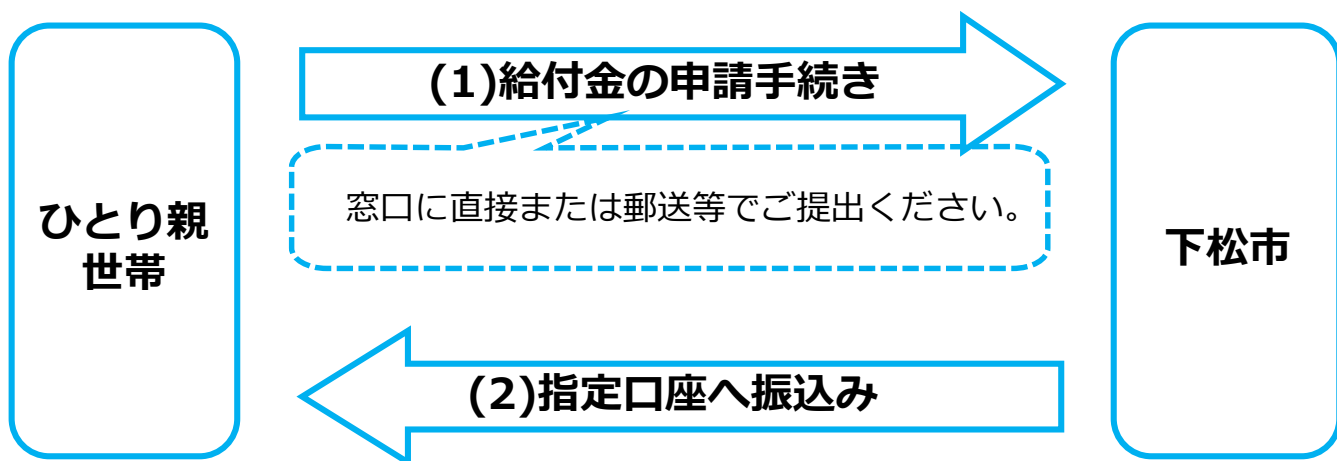 (1)給付金の申請手続き
窓口に直接または郵送等でご提出ください。
ひとり親
世帯
下松市
(2)指定口座へ振込み